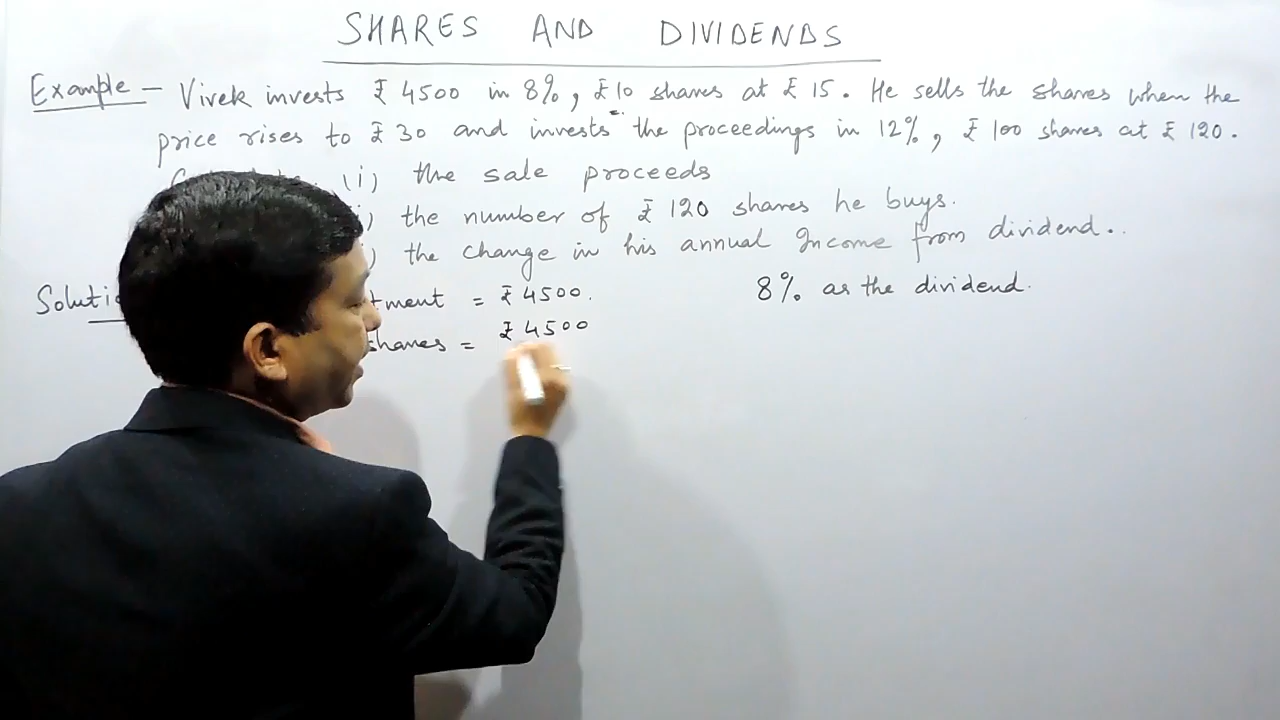 SHARES AND DIVIDENDS
Example - Vivek invests ₹ 4500 in 8%, ₹10 shares at ₹ 15. He sells the shares when the
price rises to ₹ 30 and invests the proceedings in 12%, ₹ 100 shares at ₹ 120.
(i) the sale proceeds
) the number of ₹ 120 shares he buys.
) the change in his annual Income from dividend..
Soluti tment = ₹4500. 8% as the dividend.
shares = ₹4500